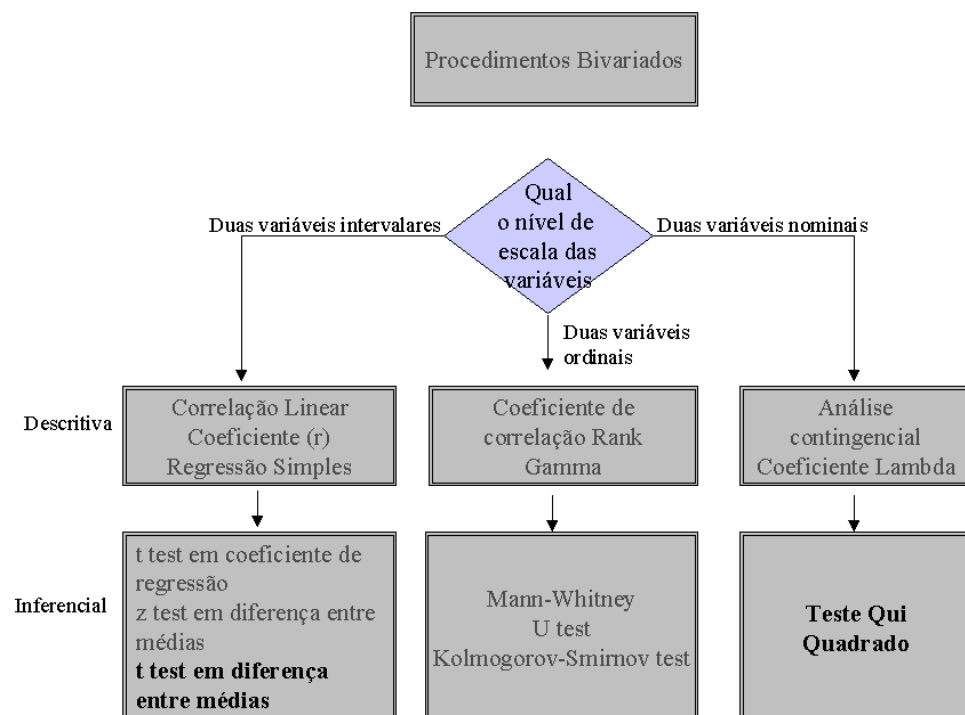 Procedimentos Bivariados
Qual
o nível de
escala das
variáveis
Duas variáveis intervalares
Duas variáveis nominais
Duas variáveis
ordinais
Descritiva
Correlação Linear
Coeficiente (r)
Regressão Simples
Coeficiente de
correlação Rank
Gamma
Análise
contingencial
Coeficiente Lambda
Inferencial
t test em coeficiente de
regressão
z test em diferença entre
médias
t test em diferença
entre médias
Mann-Whitney
U test
Kolmogorov-Smirnov test
Teste Qui
Quadrado